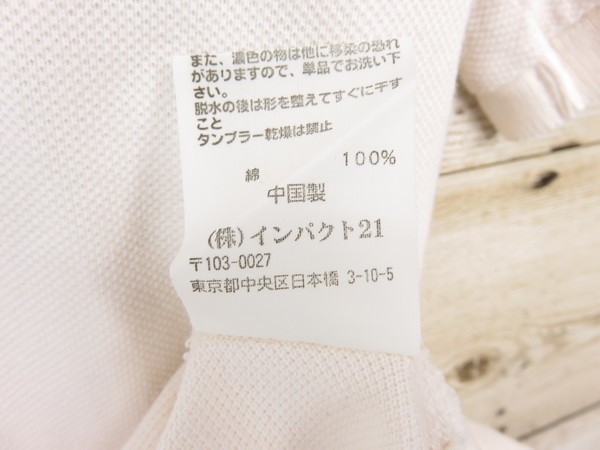 また、濃色の物は他に移染の恐れ
がありますので、単品でお洗い下
さい。
脱水の後は形を整えてすぐに干す
こと
タンブラー乾燥は禁止
綿 100%
中国製
(株)インパクト21
〒103-0027
東京都中央区日本橋 3-10-5